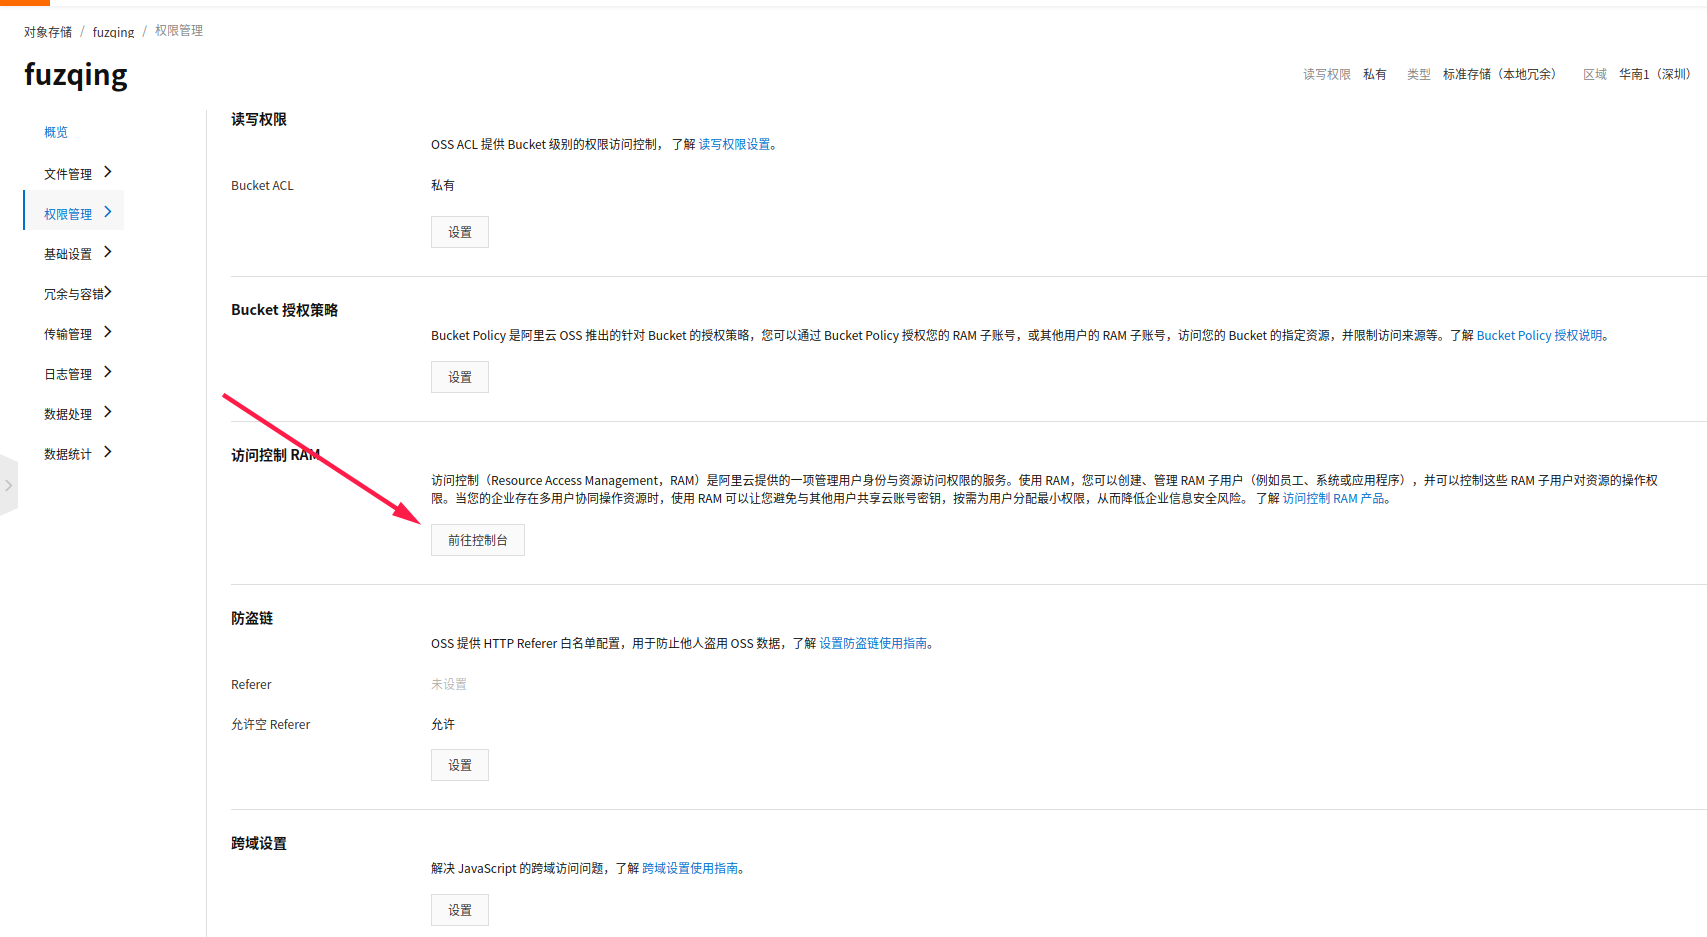 对象存储 / fuzqing / 权限管理
fuzqing
读写权限 私有 类型 标准存储（本地冗余） 区域 华南1（深圳）
概览
文件管理
权限管理
基础设置
冗余与容错
传输管理
日志管理
数据处理
数据统计
读写权限
OSS ACL 提供 Bucket 级别的权限访问控制， 了解 读写权限设置。
Bucket ACL 私有
设置
Bucket 授权策略
Bucket Policy 是阿里云 OSS 推出的针对 Bucket 的授权策略，您可以通过 Bucket Policy 授权您的 RAM 子账号，或其他用户的 RAM 子账号，访问您的 Bucket 的指定资源，并限制访问来源等。了解 Bucket Policy 授权说明。
设置
访问控制 RAM
访问控制（Resource Access Management，RAM）是阿里云提供的一项管理用户身份与资源访问权限的服务。使用 RAM，您可以创建、管理 RAM 子用户（例如员工、系统或应用程序），并可以控制这些 RAM 子用户对资源的操作权
限。当您的企业存在多用户协同操作资源时，使用 RAM 可以让您避免与其他用户共享云账号密钥，按需为用户分配最小权限，从而降低企业信息安全风险。 了解 访问控制 RAM 产品。
前往控制台
防盗链
OSS 提供 HTTP Referer 白名单配置，用于防止他人盗用 OSS 数据，了解 设置防盗链使用指南。
Referer 未设置
允许空 Referer 允许
设置
跨域设置
解决 JavaScript 的跨域访问问题，了解 跨域设置使用指南。
设置